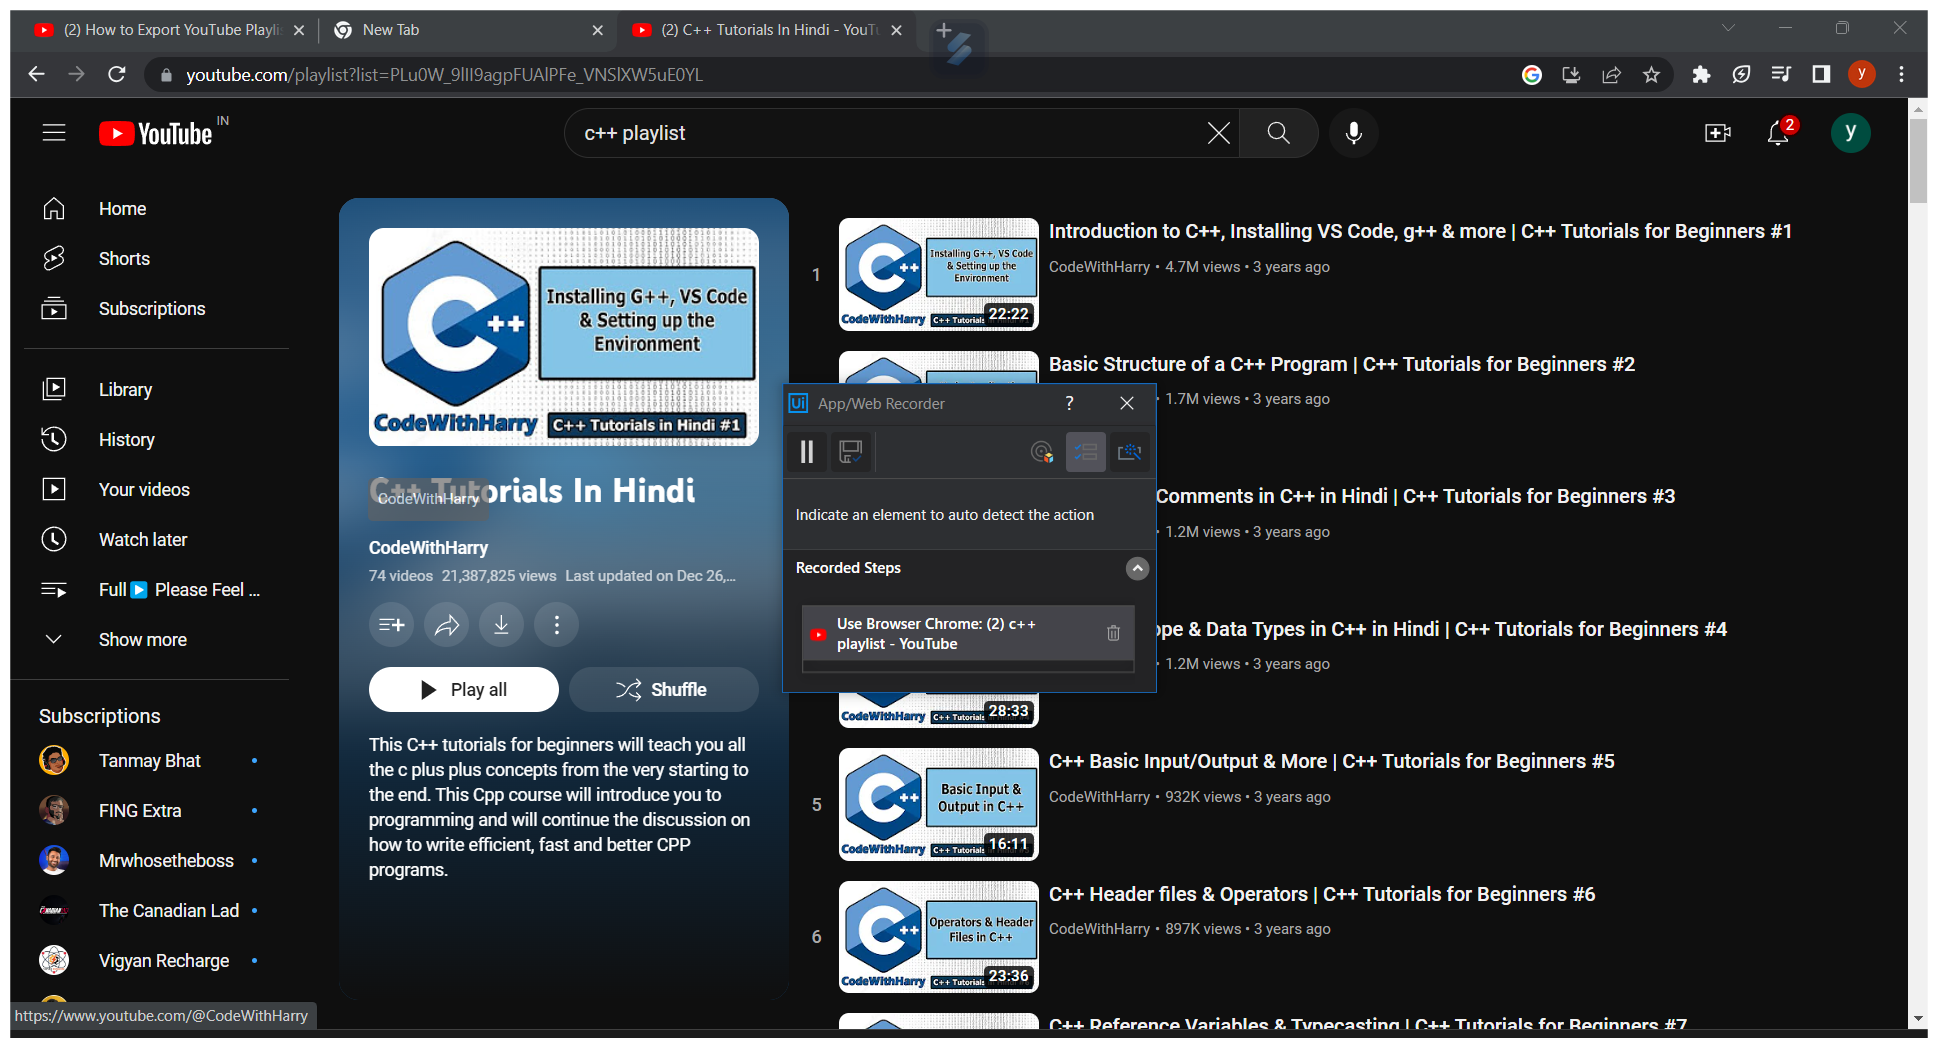 (2) How to Export YouTube Playli
New Tab
(2) C++ Tutorials In Hindi - YouTu
youtube.com/playlist?list=PLu0W_9lII9agpFUAlPFe_VNSlXW5uE0YL
y
YouTube IN
c++ playlist
2
y
Home
Shorts
Subscriptions
Library
History
Your videos
Watch later
Full▶ Please Feel ...
Show more
Subscriptions
Tanmay Bhat
FING Extra
Mrwhosetheboss
The Canadian Lad
Vigyan Recharge
https://www.youtube.com/@CodeWithHarry
C++
Installing G++, VS Code
& Setting up the
Environment
CodeWithHarry
C++ Tutorials in Hindi #1
C++ Tutorials In Hindi
CodeWithHarry
CodeWithHarry
74 videos 21,387,825 views Last updated on Dec 26,...
Play all
Shuffle
This C++ tutorials for beginners will teach you all
the c plus plus concepts from the very starting to
the end. This Cpp course will introduce you to
programming and will continue the discussion on
how to write efficient, fast and better CPP
programs.
1
C++
Installing G++, VS Code
& Setting up the
Environment
CodeWithHarry
C++ Tutorials
22:22
Introduction to C++, Installing VS Code, g++ & more | C++ Tutorials for Beginners #1
CodeWithHarry • 4.7M views • 3 years ago
Basic Structure of a C++ Program | C++ Tutorials for Beginners #2
• 1.7M views • 3 years ago
Comments in C++ in Hindi | C++ Tutorials for Beginners #3
• 1.2M views • 3 years ago
ope & Data Types in C++ in Hindi | C++ Tutorials for Beginners #4
• 1.2M views • 3 years ago
CodeWithHarry
C++ Tutorials
28:33
Ui App/Web Recorder ?
Indicate an element to auto detect the action
Recorded Steps
Use Browser Chrome: (2) c++
playlist - YouTube
5
C++
Basic Input &
Output in C++
CodeWithHarry
C++ Tutorials
16:11
C++ Basic Input/Output & More | C++ Tutorials for Beginners #5
CodeWithHarry • 932K views • 3 years ago
6
C++
Operators & Header
Files in C++
CodeWithHarry
C++ Tutorials
23:36
C++ Header files & Operators | C++ Tutorials for Beginners #6
CodeWithHarry • 897K views • 3 years ago
C++ Reference Variables & Typecasting | C++ Tutorials for Beginners #7